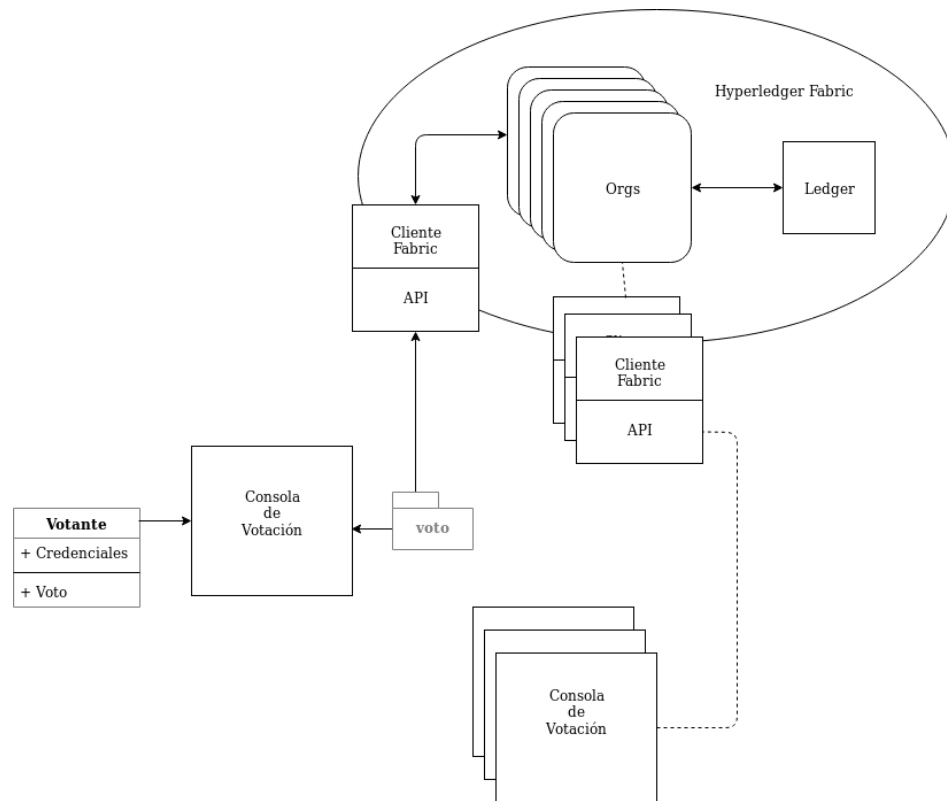 Hyperledger Fabric
Orgs
Ledger
Cliente
Fabric
API
Cliente
Fabric
API
Consola
de
Votación
voto
Votante
+ Credenciales
+ Voto
Consola
de
Votación